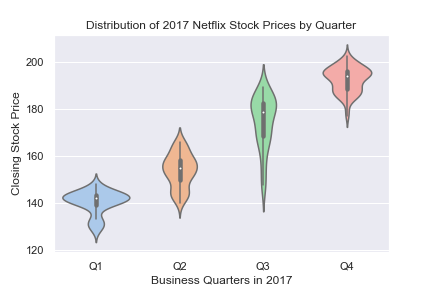 Distribution of 2017 Netflix Stock Prices by Quarter
200
180
160
140
120
Closing Stock Price
Q1 Q2 Q3 Q4
Business Quarters in 2017